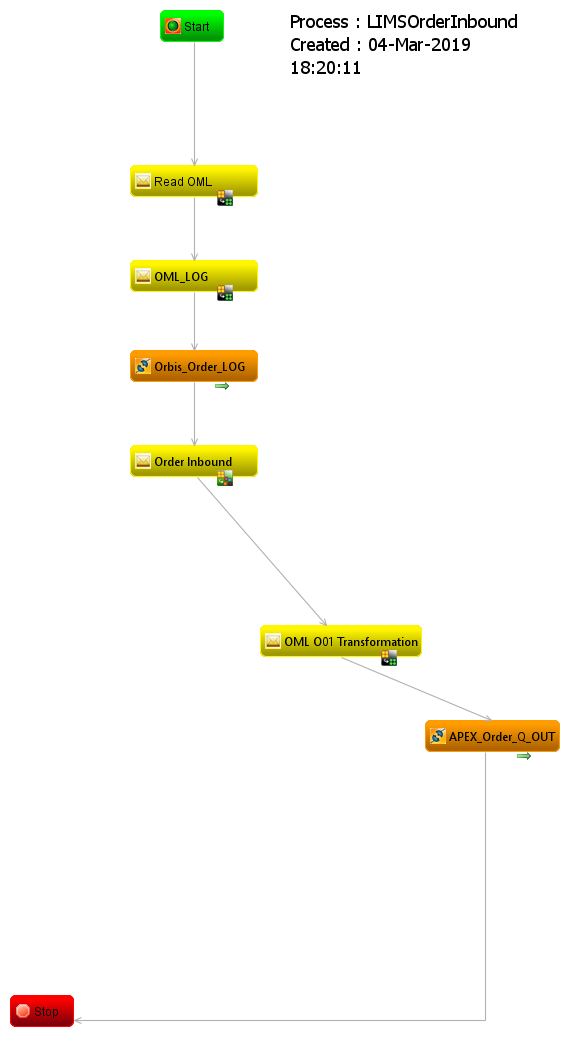 Start
Process : LIMSOrderInbound
Created : 04-Mar-2019
18:20:11
Read OML
OML_LOG
Orbis_Order_LOG
Order Inbound
OML O01 Transformation
APEX_Order_Q_OUT
Stop